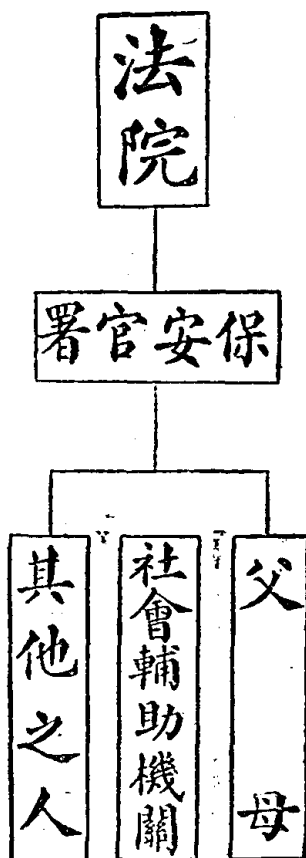 法院
保安官署
父母
社會輔助機關
其他之人